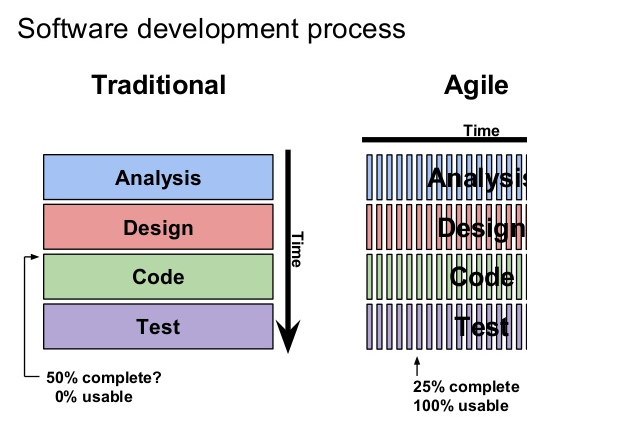 Software development process
Traditional
Agile
Time
Analysis
Design
Code
Test
Time
Analysis
Design
Code
Test
50% complete?
0% usable
25% complete
100% usable